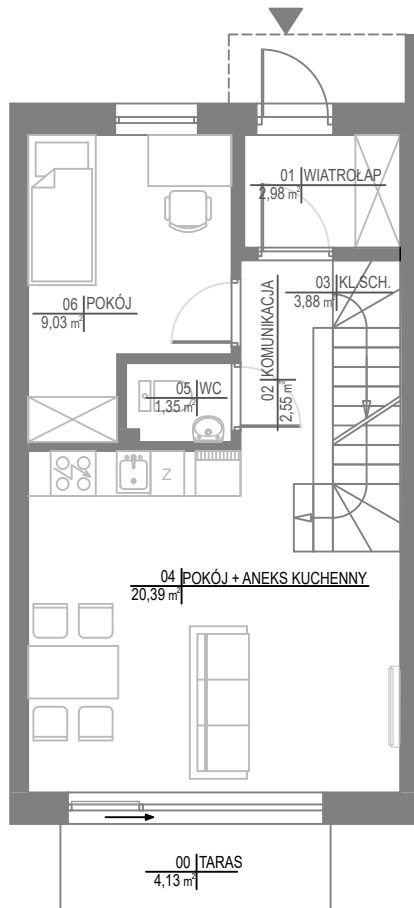 01 WIATROŁAP
2,98 m²
03 KL.SCH.
3,88 m²
06 POKÓJ
9,03 m²
02 KOMUNIKACJA
2,55 m²
05 WC
1,35 m²
Z
04 POKÓJ + ANEKS KUCHENNY
20,39 m²
00 TARAS
4,13 m²